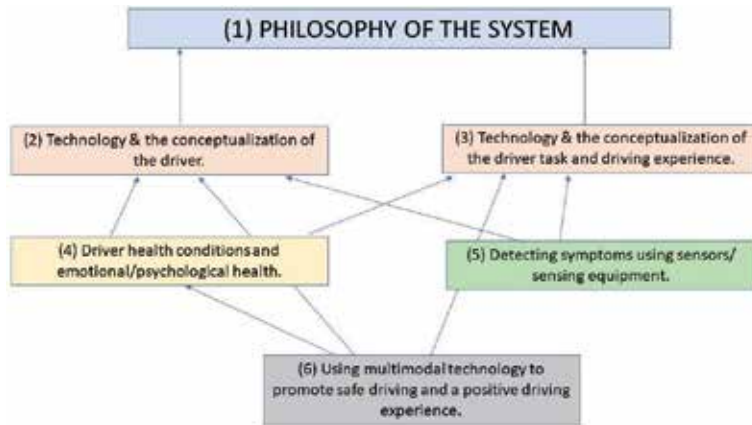 (1) PHILOSOPHY OF THE SYSTEM
(2) Technology & the conceptualization of
the driver.
(3) Technology & the conceptualization of
the driver task and driving experience.
(4) Driver health conditions and
emotional/psychological health.
(5) Detecting symptoms using sensors/
sensing equipment.
(6) Using multimodal technology to
promote safe driving and a positive driving
experience.